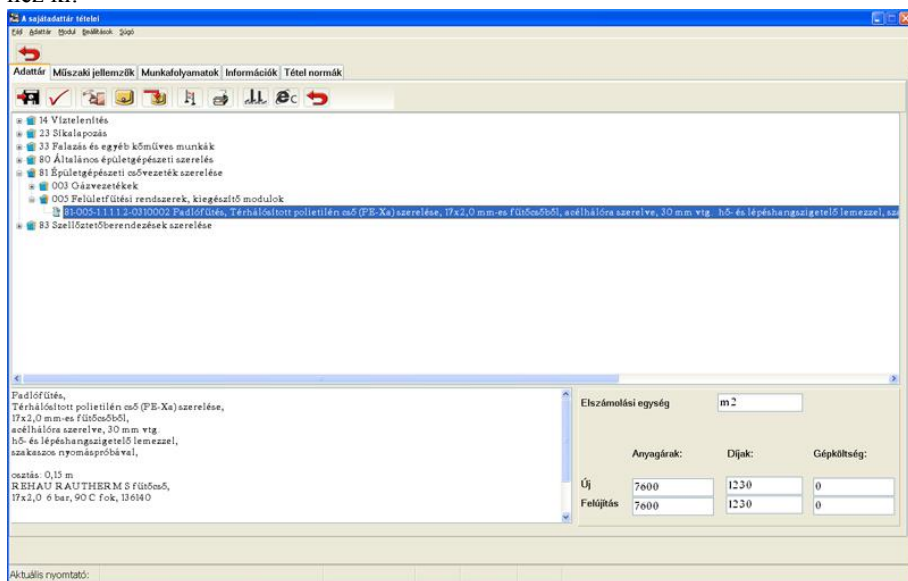 A sajátadattár tételei
Fájl Adattár Modul Beállítások Súgó
Adattár Műszaki jellemzők Munkafolyamatok Információk Tétel normák
14 Víztelenítés
23 Síkalapozás
33 Falazás és egyéb kőműves munkák
80 Általános épületgépészeti szerelés
81 Épületgépészeti csővezeték szerelése
003 Gázvezetékek
005 Felületfűtési rendszerek, kiegészítő modulok
81-005-1.1.1.1.2-0310002 Padlófűtés, Térhálósított polietilén cső (PE-Xa) szerelése, 17x2,0 mm-es fűtőcsőből, acélhálóra szerelve, 30 mm vtg. hő- és lépéshangszigetelő lemezzel,
83 Szellőztetőberendezések szerelése
Padlófűtés,
Térhálósított polietilén cső (PE-Xa) szerelése,
17x2,0 mm-es fűtőcsőből,
acélhálóra szerelve, 30 mm vtg.
hő- és lépéshangszigetelő lemezzel,
szakaszos nyomáspróbával,
osztás: 0,15 m
REHAU RAUTHERM S fűtőcső,
17x2,0 6 bar, 90 C fok, 136140
Elszámolási egység m2
Anyagárak: Díjak: Gépköltség:
Új 7600 1230 0
Felújítás 7600 1230 0
Aktuális nyomtató: